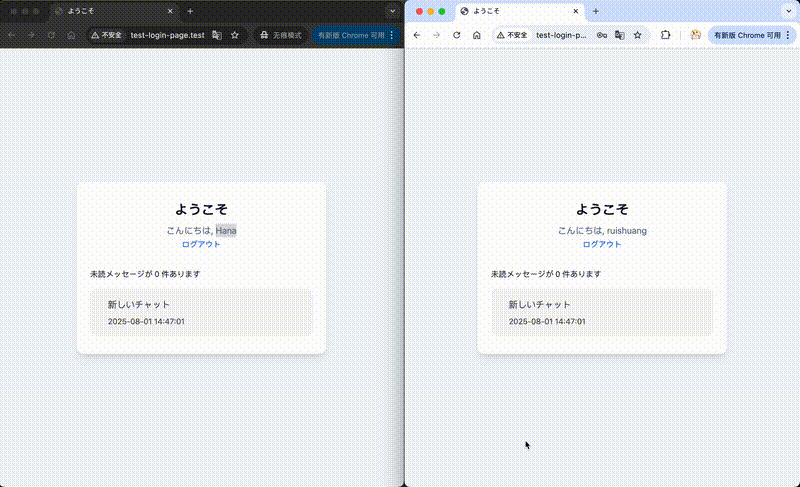 ようこそ
不安全 test-login-page.test 无痕模式 有新版 Chrome 可用
ようこそ
こんにちは, Hana
ログアウト
未読メッセージが 0 件あります
新しいチャット
2025-08-01 14:47:01
ようこそ
不安全 test-login-p... 有新版 Chrome 可用
ようこそ
こんにちは, ruishuang
ログアウト
未読メッセージが 0 件あります
新しいチャット
2025-08-01 14:47:01